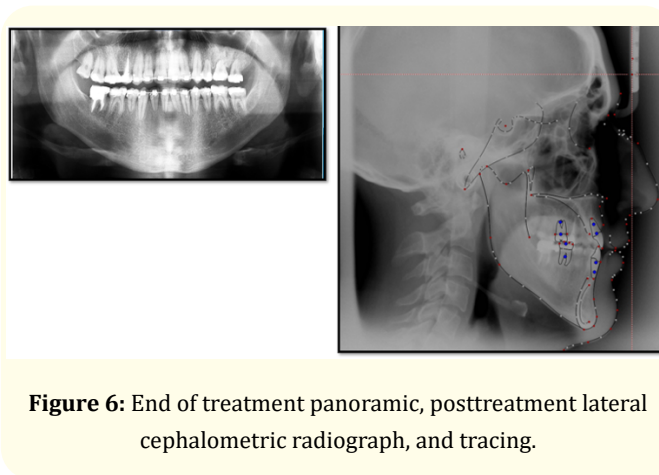 Figure 6: End of treatment panoramic, posttreatment lateral
cephalometric radiograph, and tracing.